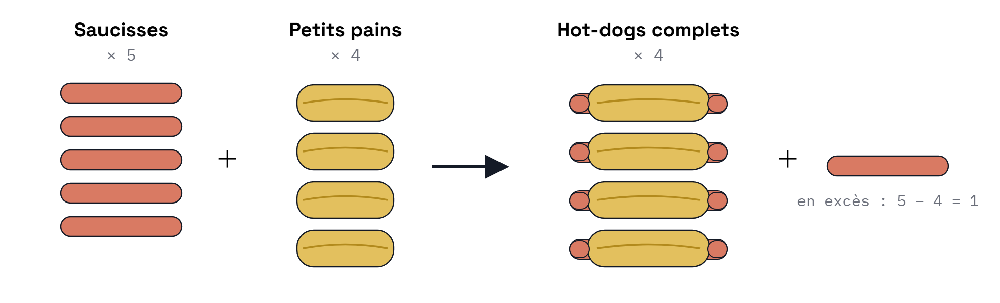 Saucisses
× 5
Petits pains
× 4
Hot-dogs complets
× 4
+
+
en excès : 5 − 4 = 1